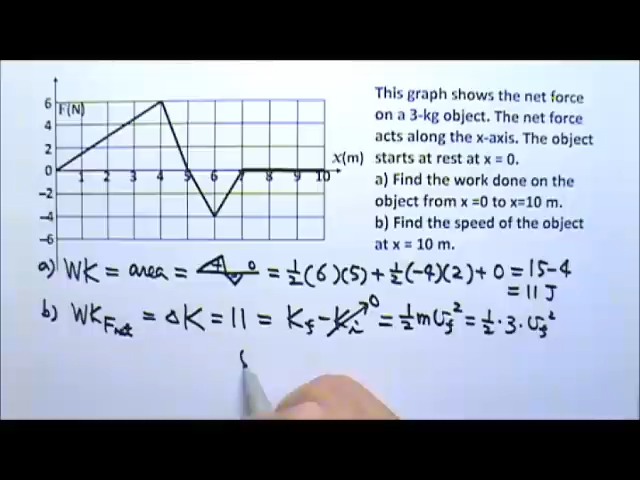 F(N)
6
4
2
0
−2
−4
−6
1 2 3 4 5 6 7 8 9 10
x(m)
This graph shows the net force
on a 3-kg object. The net force
acts along the x-axis. The object
starts at rest at x = 0.
a) Find the work done on the
object from x =0 to x=10 m.
b) Find the speed of the object
at x = 10 m.
a) WK = area = 0 = 1/2 (6)(5) + 1/2 (-4)(2) + 0 = 15-4
= 11 J
b) WK_Fnet = ΔK = 11 = K_f - K_i 0 = 1/2 m v_f² = 1/2 · 3 · v_f²